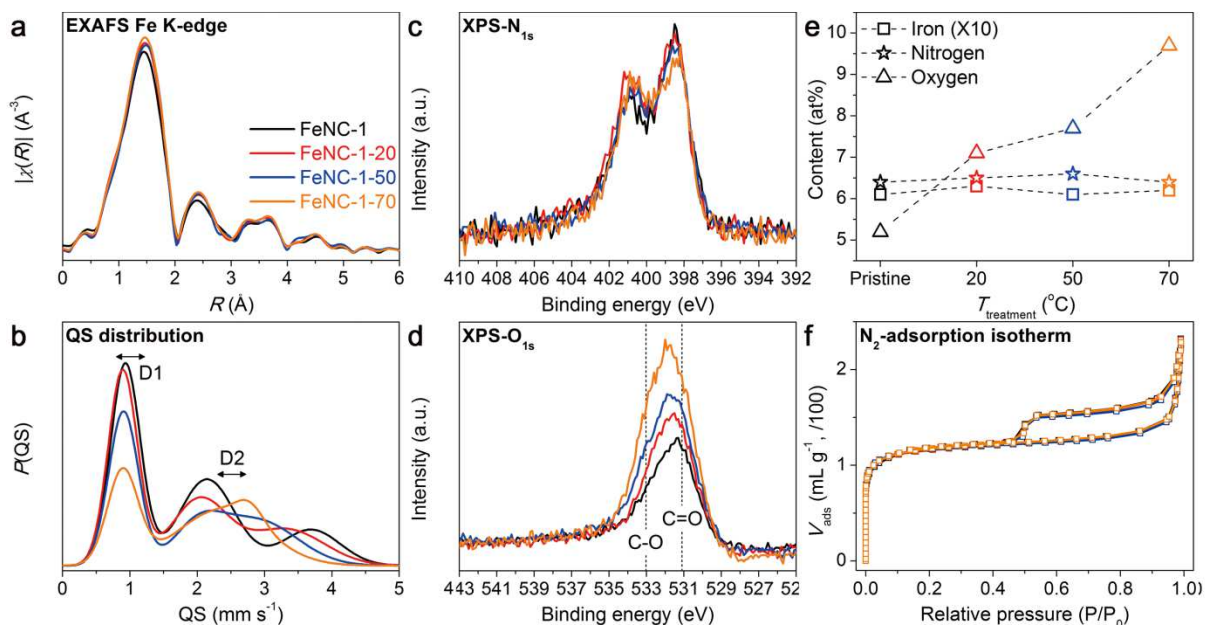 a
EXAFS Fe K-edge
|χ(R)| (A⁻³)
FeNC-1
FeNC-1-20
FeNC-1-50
FeNC-1-70
0 1 2 3 4 5 6
R (Å)
b
QS distribution
D1
D2
P(QS)
0 1 2 3 4 5
QS (mm s⁻¹)
c
XPS-N₁ₛ
Intensity (a.u.)
410 408 406 404 402 400 398 396 394 392
Binding energy (eV)
d
XPS-O₁ₛ
Intensity (a.u.)
C=O
C-O
443 539 537 535 533 531 529 52
Binding energy (eV)
e
Iron (X10)
Nitrogen
Oxygen
Content (at%)
10
9
8
7
6
5
Pristine 20 50 70
T treatment (°C)
f
N₂-adsorption isotherm
V ads (mL g⁻¹, /100)
2
1
0
0.0 0.2 0.4 0.6 0.8 1.0
Relative pressure (P/P₀)